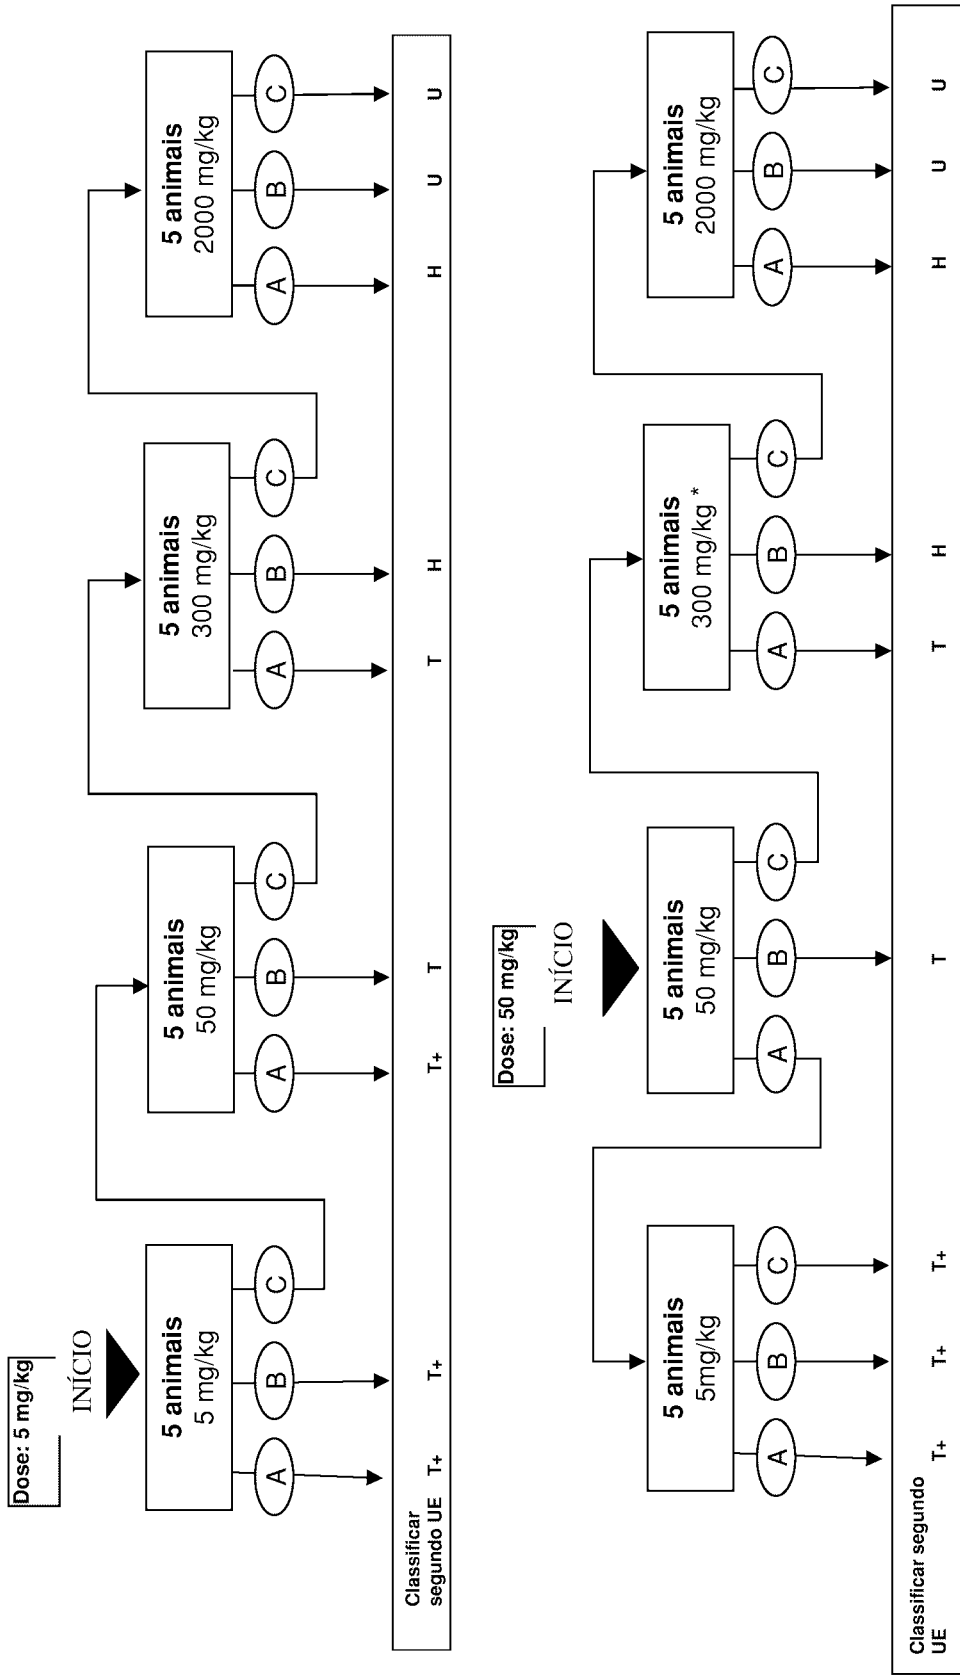 Dose: 5 mg/kg
INÍCIO
5 animais
5 mg/kg
5 animais
50 mg/kg
5 animais
300 mg/kg
5 animais
2000 mg/kg
A
B
C
A
B
C
A
B
C
A
B
C
Classificar
segundo UE
T+
T+
T+
T
T
H
H
U
U
Dose: 50 mg/kg
INÍCIO
5 animais
5mg/kg
5 animais
50 mg/kg
5 animais
300 mg/kg *
5 animais
2000 mg/kg
A
B
C
A
B
C
A
B
C
A
B
C
Classificar segundo
UE
T+
T+
T+
T
T
H
H
U
U